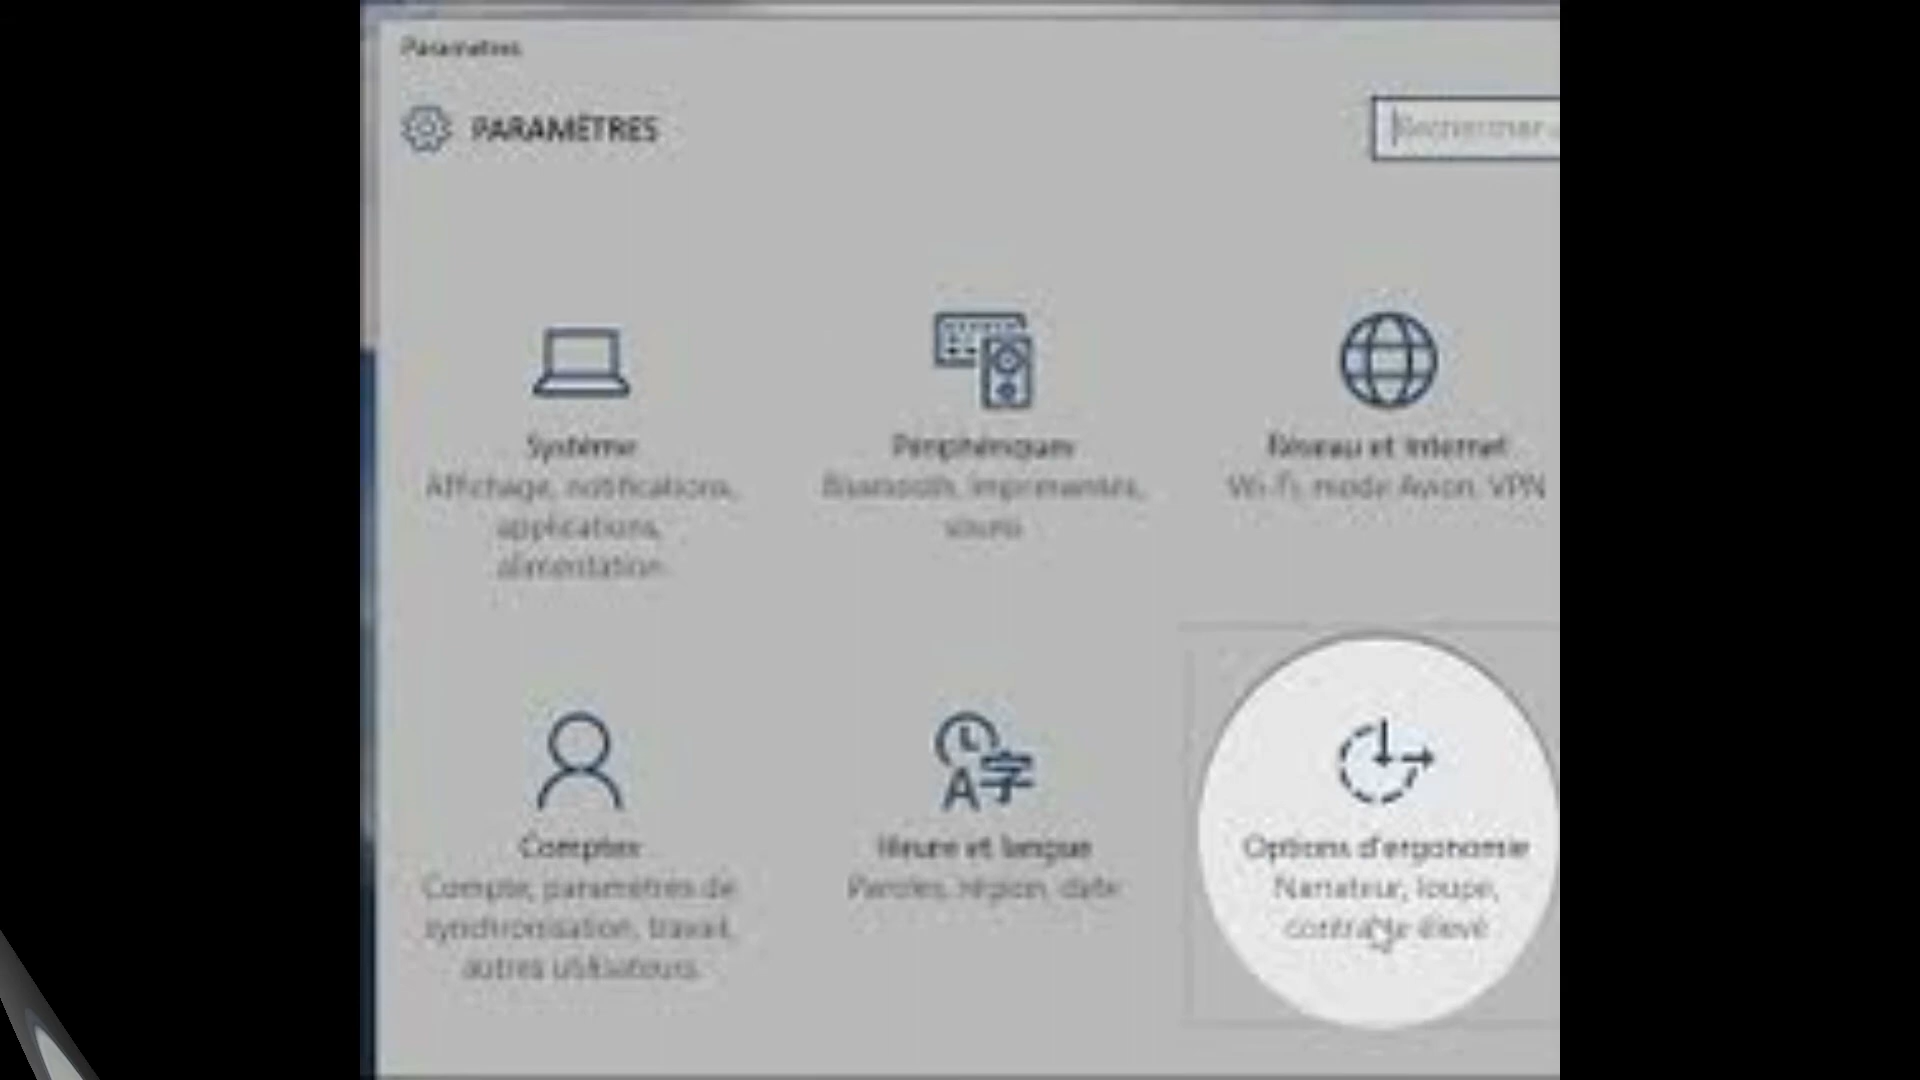 Paramètres
PARAMÈTRES
Rechercher
Système
Périphériques
Réseau et Internet
Affichage, notifications,
applications,
alimentation
Bluetooth, imprimantes,
souris
Wi-Fi, mode Avion, VPN
Comptes
Heure et langue
Options d'ergonomie
Compte, paramètres de
synchronisation, travail,
autres utilisateurs
Paroles, région, date
Narrateur, loupe,
contraste élevé